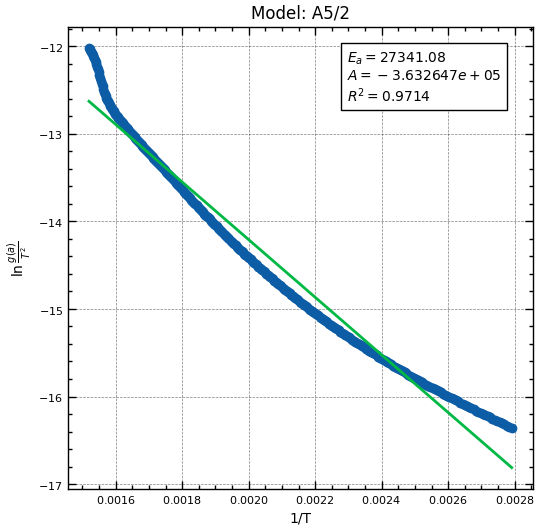 Model: A5/2
E_a = 27341.08
A = − 3.632647e + 05
R² = 0.9714
−12
−13
−14
−15
−16
−17
ln g(a)/T²
0.0016 0.0018 0.0020 0.0022 0.0024 0.0026 0.0028
1/T